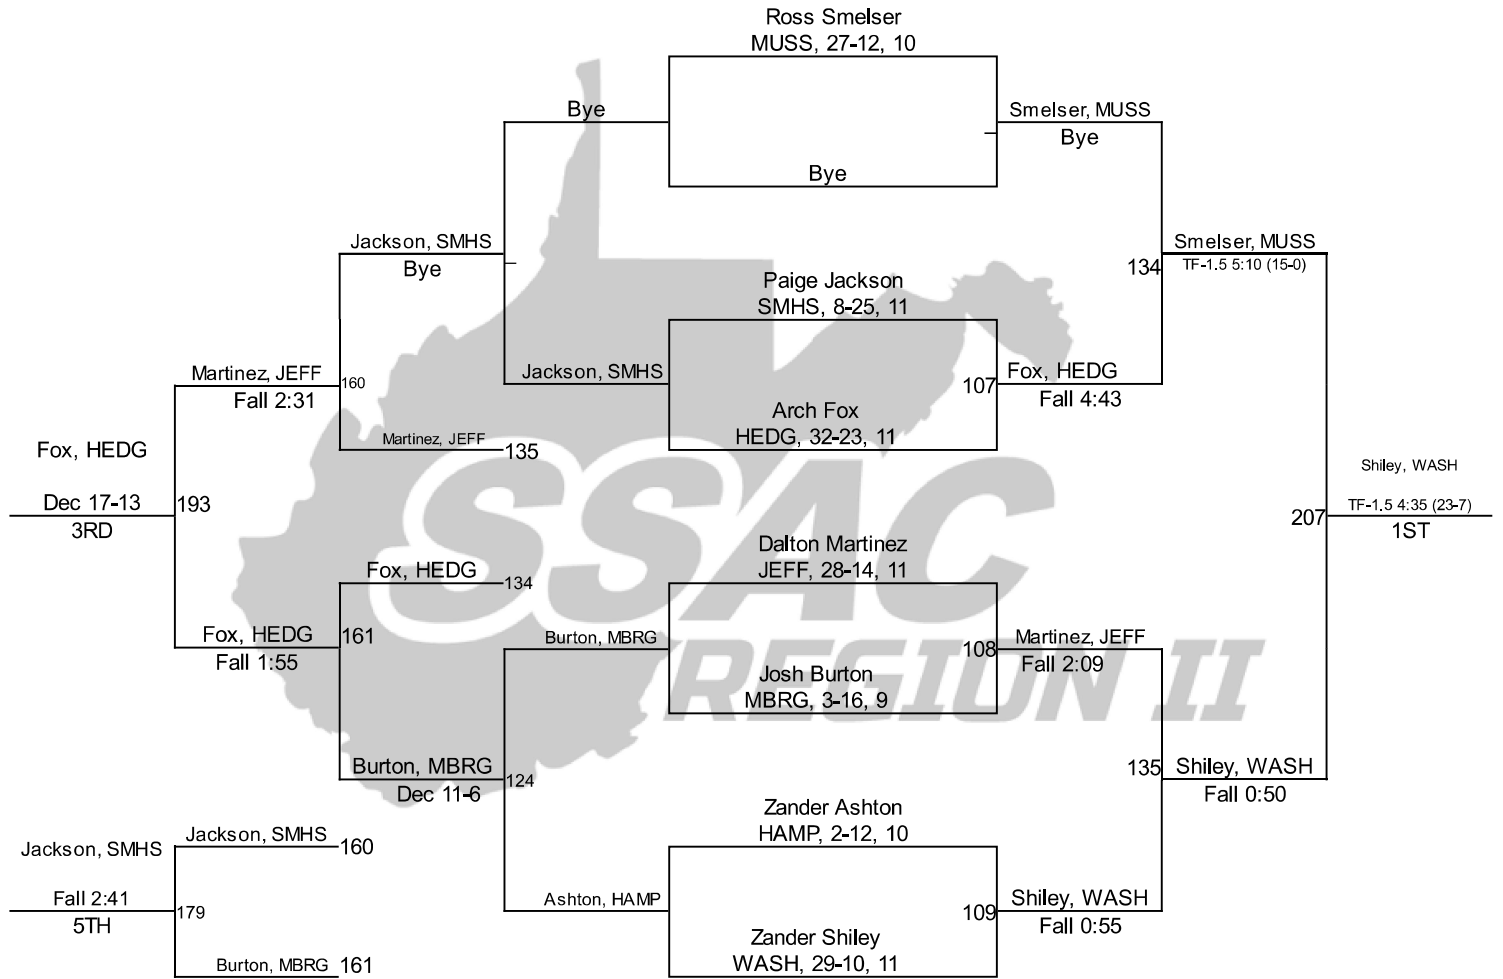 Ross Smelser
MUSS, 27-12, 10
Bye
Smelser, MUSS
Bye
Bye
Jackson, SMHS
Bye
Smelser, MUSS
TF-1.5 5:10 (15-0)
134
Paige Jackson
SMHS, 8-25, 11
Jackson, SMHS
107
Fox, HEDG
Fall 4:43
Arch Fox
HEDG, 32-23, 11
Martinez, JEFF
160
Fall 2:31
Martinez, JEFF
135
Fox, HEDG
Dec 17-13
193
3RD
Shiley, WASH
TF-1.5 4:35 (23-7)
207
1ST
SSAC
REGION II
Dalton Martinez
JEFF, 28-14, 11
Fox, HEDG
134
Fox, HEDG
161
Fall 1:55
Burton, MBRG
108
Martinez, JEFF
Fall 2:09
Josh Burton
MBRG, 3-16, 9
Burton, MBRG
124
Dec 11-6
135
Shiley, WASH
Fall 0:50
Zander Ashton
HAMP, 2-12, 10
Jackson, SMHS
160
Jackson, SMHS
Fall 2:41
179
5TH
Ashton, HAMP
109
Shiley, WASH
Fall 0:55
Zander Shiley
WASH, 29-10, 11
Burton, MBRG
161